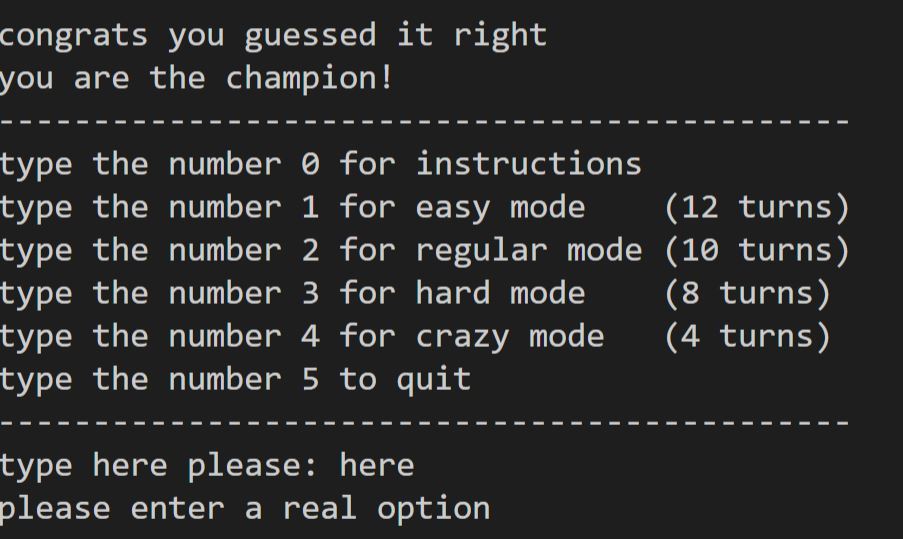 congrats you guessed it right
you are the champion!
---------------------------------------------
type the number 0 for instructions
type the number 1 for easy mode    (12 turns)
type the number 2 for regular mode (10 turns)
type the number 3 for hard mode    (8 turns)
type the number 4 for crazy mode   (4 turns)
type the number 5 to quit
---------------------------------------------
type here please: here
please enter a real option